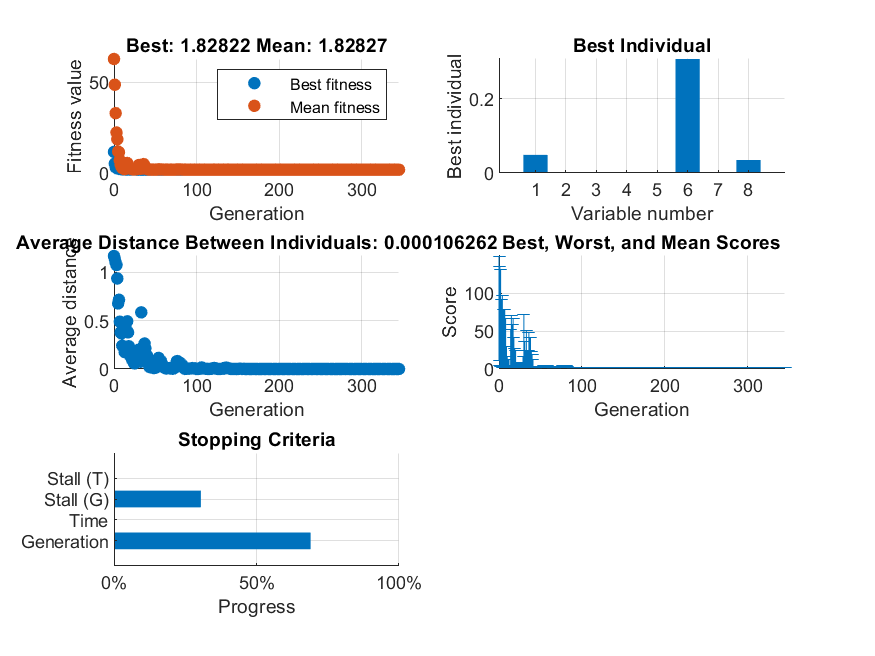 Best: 1.82822 Mean: 1.82827
Fitness value
50
0
Best fitness
Mean fitness
0 100 200 300
Generation
Best Individual
Best individual
0.2
0
1 2 3 4 5 6 7 8
Variable number
Average Distance Between Individuals: 0.000106262
Average distance
1
0.5
0
0 100 200 300
Generation
Best, Worst, and Mean Scores
Score
100
50
0
0 100 200 300
Generation
Stopping Criteria
Stall (T)
Stall (G)
Time
Generation
0% 50% 100%
Progress